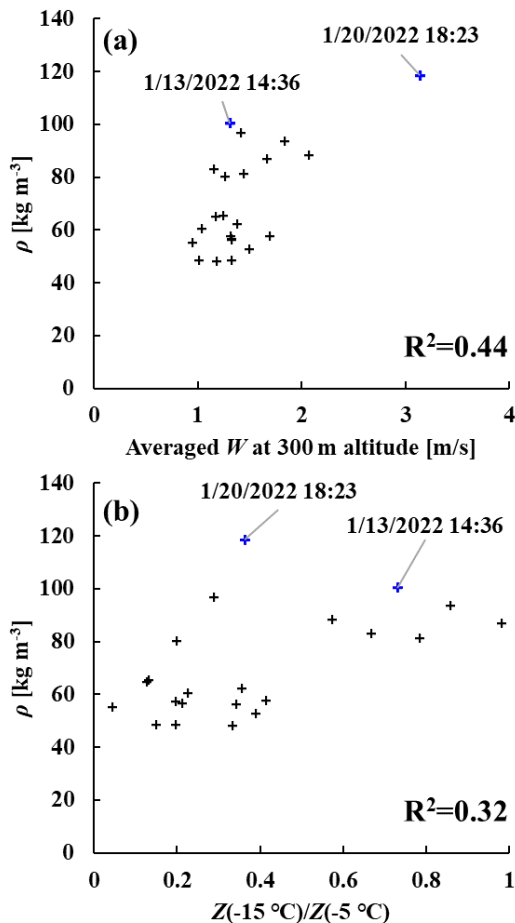 140
(a)
1/20/2022 18:23
120
1/13/2022 14:36
100
80
60
40
20
0
ρ [kg m⁻³]
R²=0.44
0 1 2 3 4
Averaged W at 300 m altitude [m/s]
140
(b)
1/20/2022 18:23
120
1/13/2022 14:36
100
80
60
40
20
0
ρ [kg m⁻³]
R²=0.32
0 0.2 0.4 0.6 0.8 1
Z(-15 °C)/Z(-5 °C)